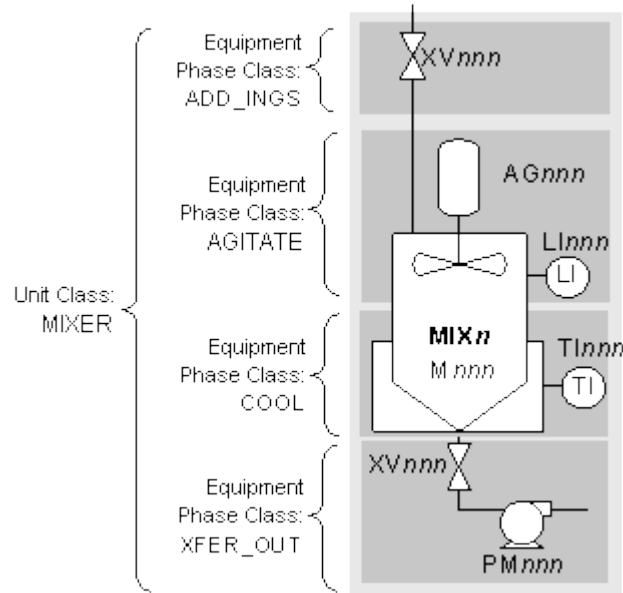 Equipment
Phase Class:
ADD_INGS
XVnnn
Equipment
Phase Class:
AGITATE
AGnnn
LInnn
LI
Unit Class:
MIXER
Equipment
Phase Class:
COOL
MIXn
Mnnn
TInnn
TI
Equipment
Phase Class:
XFER_OUT
XVnnn
PMnnn